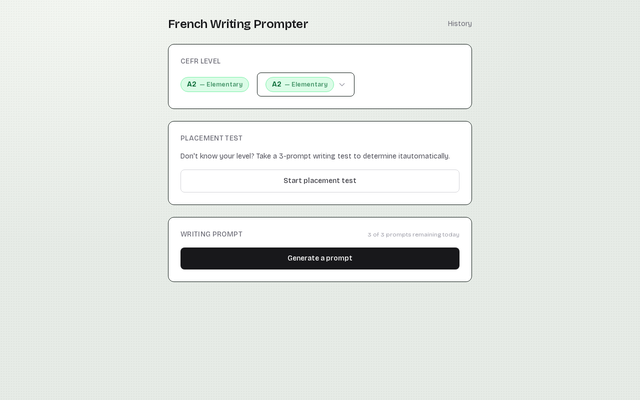 French Writing Prompter
History
CEFR LEVEL
A2 — Elementary
A2 — Elementary
PLACEMENT TEST
Don't know your level? Take a 3-prompt writing test to determine itautomatically.
Start placement test
WRITING PROMPT
3 of 3 prompts remaining today
Generate a prompt